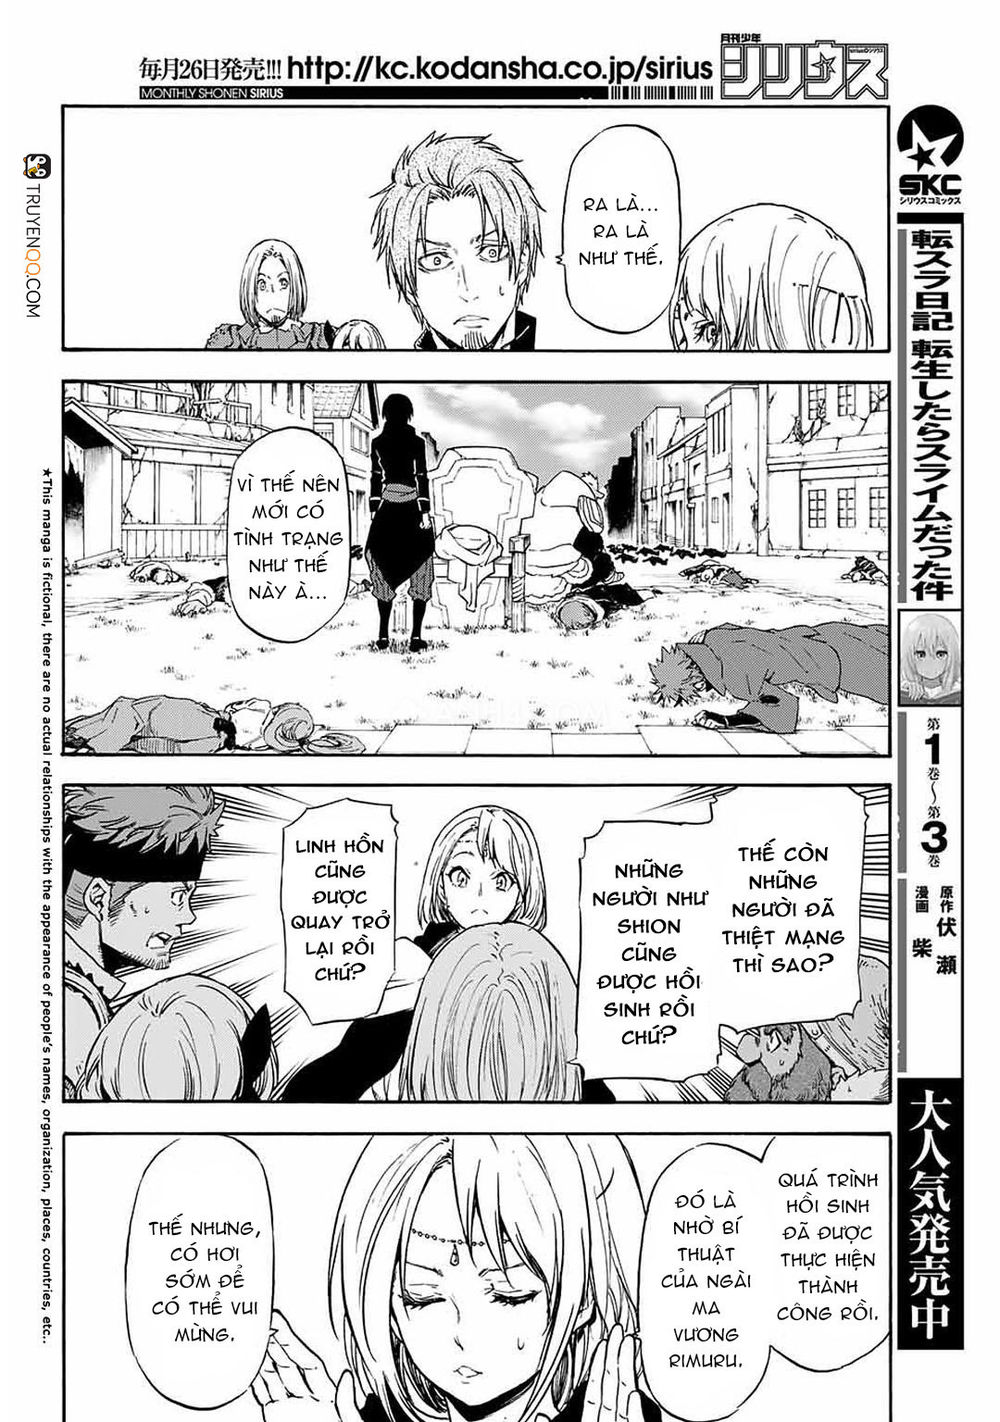 毎月26日発売!!! http://kc.kodansha.co.jp/sirius
MONTHLY SHONEN SIRIUS
月刊少年
シリウス
RA LÀ...
RA LÀ
NHƯ THẾ.
VÌ THẾ NÊN
MỚI CÓ
TÌNH TRẠNG
NHƯ THẾ
NÀY À...
THẾ CÒN
NHỮNG
NGƯỜI ĐÃ
THIỆT MẠNG
THÌ SAO?
NHỮNG
NGƯỜI NHƯ
SHION
CŨNG
ĐƯỢC HỒI
SINH RỒI
CHỨ?
LINH HỒN
CŨNG
ĐƯỢC
QUAY TRỞ
LẠI RỒI
CHỨ?
QUÁ TRÌNH
HỒI SINH
ĐÃ ĐƯỢC
THỰC HIỆN
THÀNH
CÔNG RỒI.
ĐÓ LÀ
NHỜ BÍ
THUẬT
CỦA NGÀI
MA
VƯƠNG
RIMURU.
THẾ NHƯNG,
CÓ HƠI
SỚM ĐỂ
CÓ THỂ VUI
MỪNG.
SKC
シリウスコミックス
転スラ日記 転生したらスライムだった件
第1巻～第3巻
原作 伏瀬
漫画 柴
大人気発売中
TRUYENQQ.COM
★This manga is fictional, there are no actual relationships with the appearance of people's names, organization, places, countries, etc..